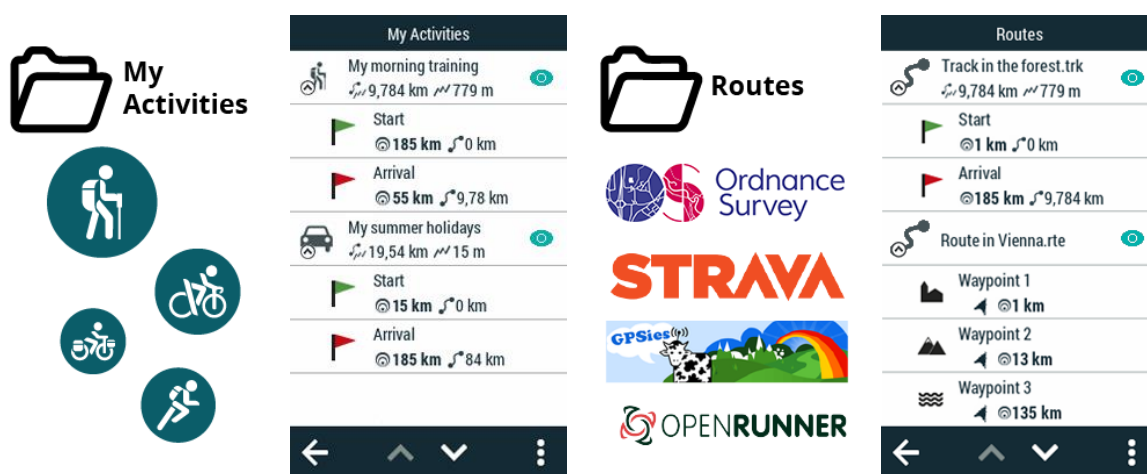 My
Activities
My Activities
My morning training
9,784 km 779 m
Start
185 km 0 km
Arrival
55 km 9,78 km
My summer holidays
19,54 km 15 m
Start
15 km 0 km
Arrival
185 km 84 km
Routes
OS Ordnance
Survey
STRAVA
GPSies
OPENRUNNER
Routes
Track in the forest.trk
9,784 km 779 m
Start
1 km 0 km
Arrival
185 km 9,784 km
Route in Vienna.rte
Waypoint 1
1 km
Waypoint 2
13 km
Waypoint 3
135 km